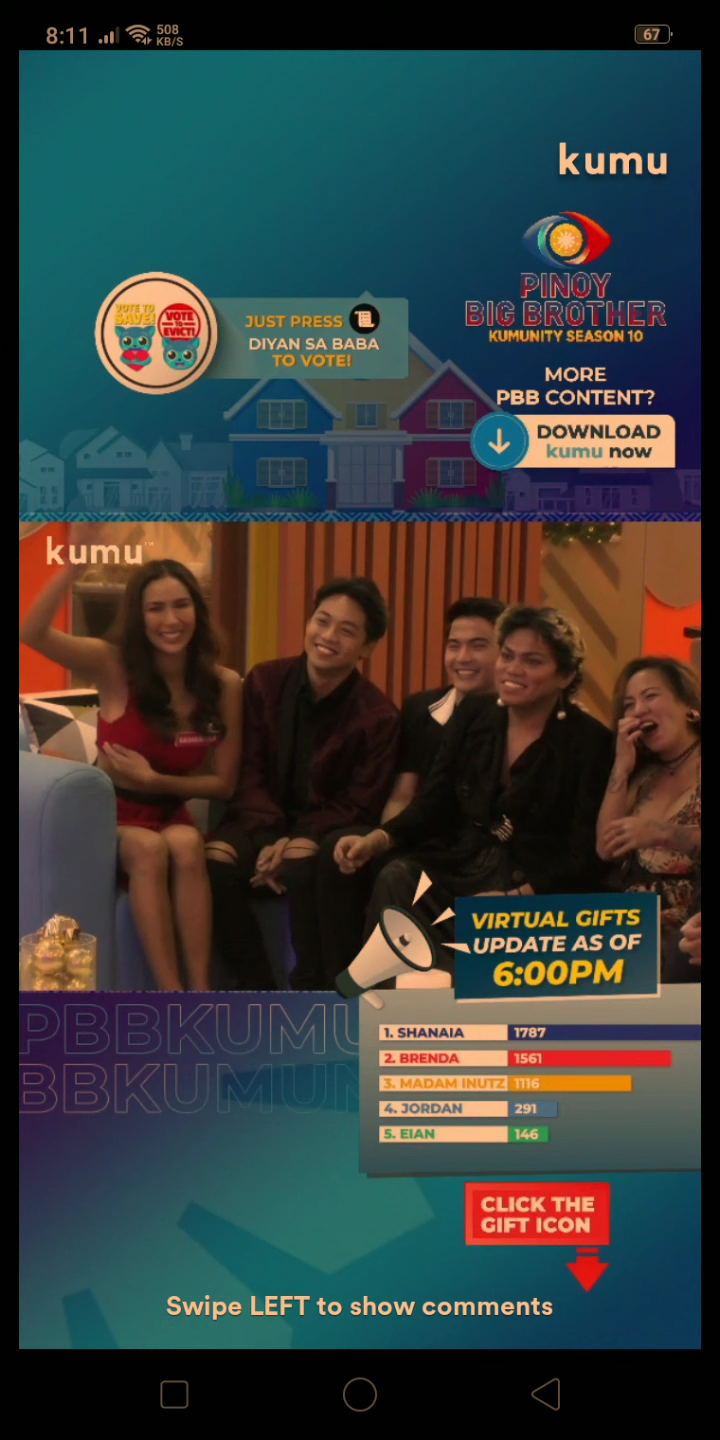 8:11
508
KB/S
67
kumu
PINOY
BIG BROTHER
KUMUNITY SEASON 10
VOTE TO
SAVE!
VOTE
TO
EVICT!
JUST PRESS
DIYAN SA BABA
TO VOTE!
MORE
PBB CONTENT?
DOWNLOAD
kumu now
kumu
VIRTUAL GIFTS
UPDATE AS OF
6:00PM
PBBKUMU
BBKUMUN
1. SHANAIA 1787
2. BRENDA 1561
3. MADAM INUTZ 1116
4. JORDAN 291
5. EIAN 146
CLICK THE
GIFT ICON
Swipe LEFT to show comments